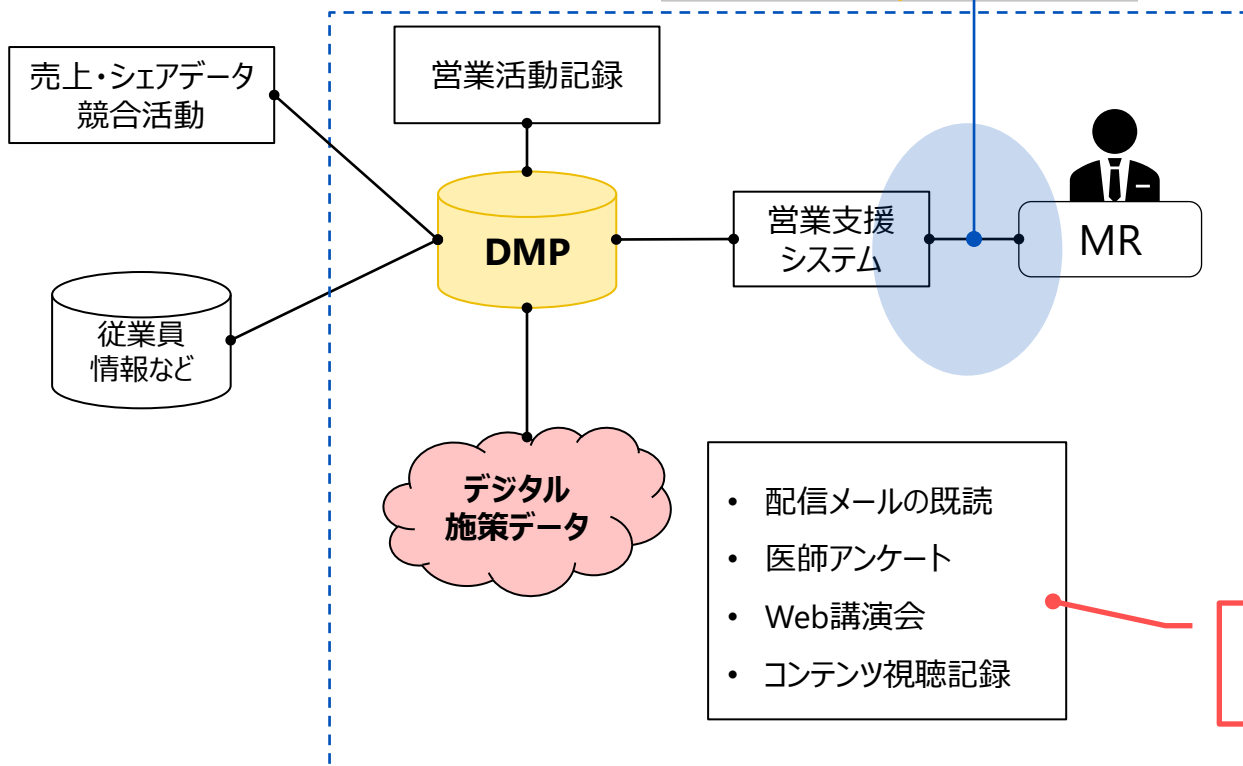 売上・シェアデータ
競合活動
営業活動記録
従業員
情報など
DMP
営業支援
システム
MR
デジタル
施策データ
• 配信メールの既読
• 医師アンケート
• Web講演会
• コンテンツ視聴記録